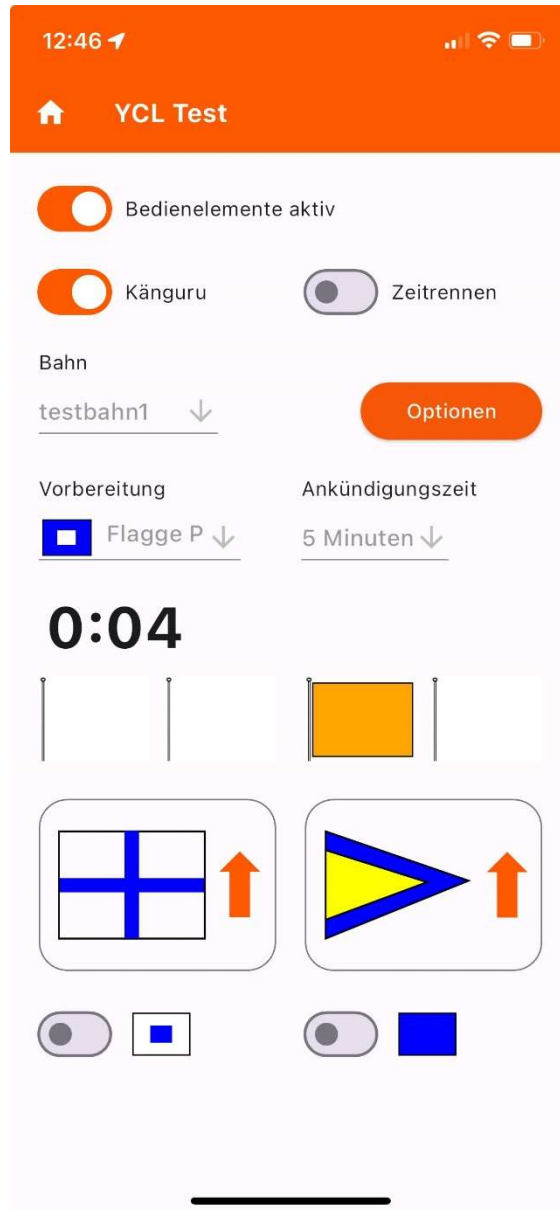 12:46
YCL Test
Bedienelemente aktiv
Känguru
Zeitrennen
Bahn
testbahn1
Optionen
Vorbereitung
Ankündigungszeit
Flagge P
5 Minuten
0:04